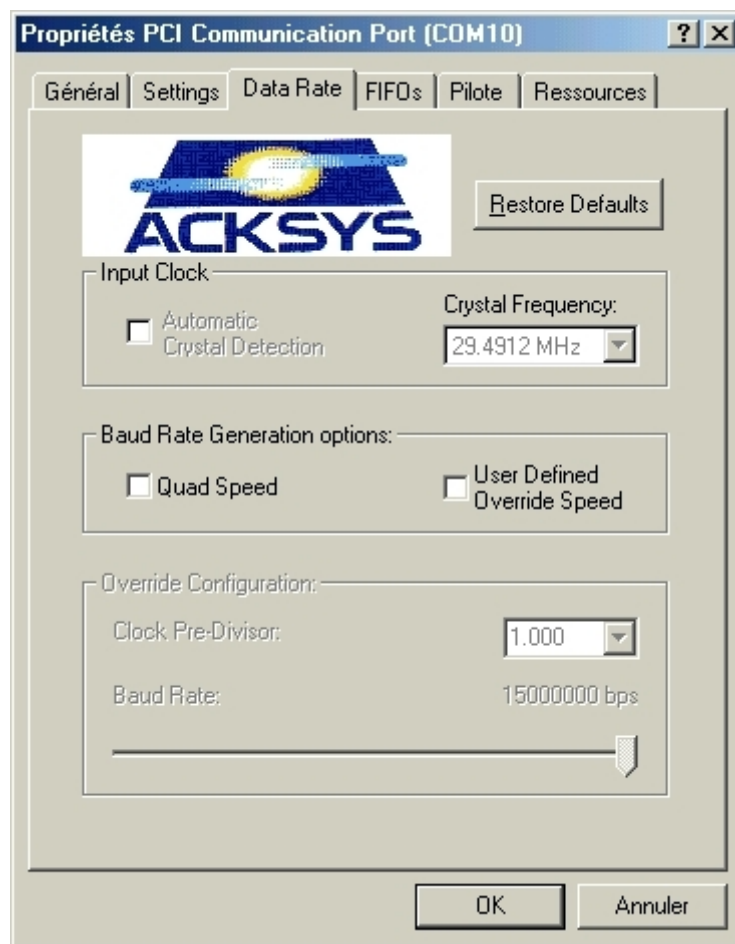 Propriétés PCI Communication Port (COM10)
Général Settings Data Rate FIFOs Pilote Ressources
ACKSYS
Restore Defaults
Input Clock
Automatic
Crystal Detection
Crystal Frequency:
29.4912 MHz
Baud Rate Generation options:
Quad Speed
User Defined
Override Speed
Override Configuration:
Clock Pre-Divisor:
1.000
Baud Rate:
15000000 bps
OK
Annuler